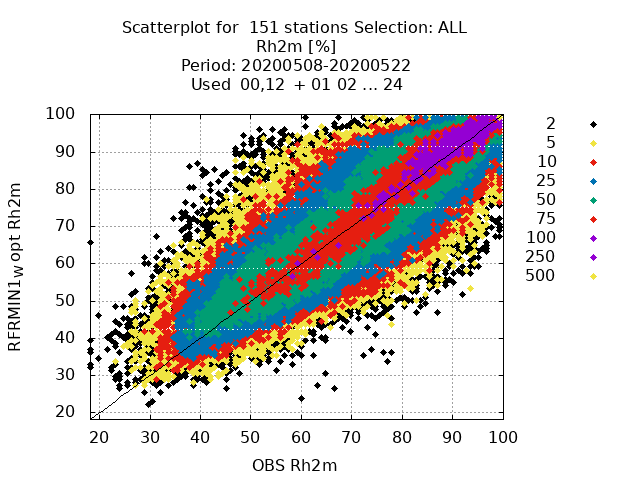 Scatterplot for  151 stations Selection: ALL
Rh2m [%]
Period: 20200508-20200522
Used  00,12  + 01 02 ... 24
RFRMIN1w opt Rh2m
100
90
80
70
60
50
40
30
20
20 30 40 50 60 70 80 90 100
OBS Rh2m
2
5
10
25
50
75
100
250
500